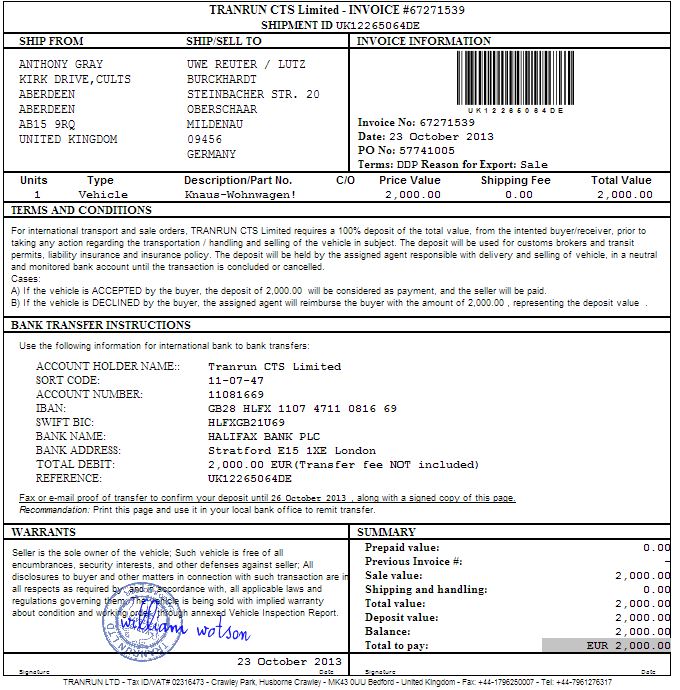 TRANRUN CTS Limited - INVOICE #67271539
SHIPMENT ID UK12265064DE
SHIP FROM
SHIP/SELL TO
INVOICE INFORMATION
ANTHONY GRAY
KIRK DRIVE,CULTS
ABERDEEN
ABERDEEN
AB15 9RQ
UNITED KINGDOM
UWE REUTER / LUTZ
BURCKHARDT
STEINBACHER STR. 20
OBERSCHAAR
MILDENAU
09456
GERMANY
UK12265064DE
Invoice No: 67271539
Date: 23 October 2013
PO No: 57741005
Terms: DDP Reason for Export: Sale
Units Type Description/Part No. C/O Price Value Shipping Fee Total Value
1 Vehicle Knaus-Wohnwagen! 2,000.00 0.00 2,000.00
TERMS AND CONDITIONS
For international transport and sale orders, TRANRUN CTS Limited requires a 100% deposit of the total value, from the intented buyer/receiver, prior to
taking any action regarding the transportation / handling and selling of the vehicle in subject. The deposit will be used for customs brokers and transit
permits, liability insurance and insurance policy. The deposit will be held by the assigned agent responsible with delivery and selling of vehicle, in a neutral
and monitored bank account until the transaction is concluded or cancelled.
Cases:
A) If the vehicle is ACCEPTED by the buyer, the deposit of 2,000.00 will be considered as payment, and the seller will be paid.
B) If the vehicle is DECLINED by the buyer, the assigned agent will reimburse the buyer with the amount of 2,000.00 , representing the deposit value .
BANK TRANSFER INSTRUCTIONS
Use the following information for international bank to bank transfers:
ACCOUNT HOLDER NAME:: Tranrun CTS Limited
SORT CODE: 11-07-47
ACCOUNT NUMBER: 11081669
IBAN: GB28 HLFX 1107 4711 0816 69
SWIFT BIC: HLFXGB21U69
BANK NAME: HALIFAX BANK PLC
BANK ADDRESS: Stratford E15 1XE London
TOTAL DEBIT: 2,000.00 EUR(Transfer fee NOT included)
REFERENCE: UK12265064DE
Fax or e-mail proof of transfer to confirm your deposit until 26 October 2013 , along with a signed copy of this page.
Recommendation: Print this page and use it in your local bank office to remit transfer.
WARRANTS
Seller is the sole owner of the vehicle; Such vehicle is free of all
encumbrances, security interests, and other defenses against seller; All
disclosures to buyer and other matters in connection with such transaction are in
all respects as required by, and in accordance with, all applicable laws and
regulations governing them. The vehicle is being sold with implied warranty
about condition and working order, through annexed Vehicle Inspection Report.
TRANRUN LTD
william watson
23 October 2013
Signature
Signature
SUMMARY
Prepaid value: 0.00
Previous Invoice #: –
Sale value: 2,000.00
Shipping and handling: 0.00
Total value: 2,000.00
Deposit value: 2,000.00
Balance: 2,000.00
Total to pay: EUR 2,000.00
Signature
TRANRUN LTD - Tax ID/VAT# 02316473 - Crawley Park, Husborne Crawley - MK43 0UU Bedford - United Kingdom - Fax: +44-1796250007 - Tel: +44-7961276317